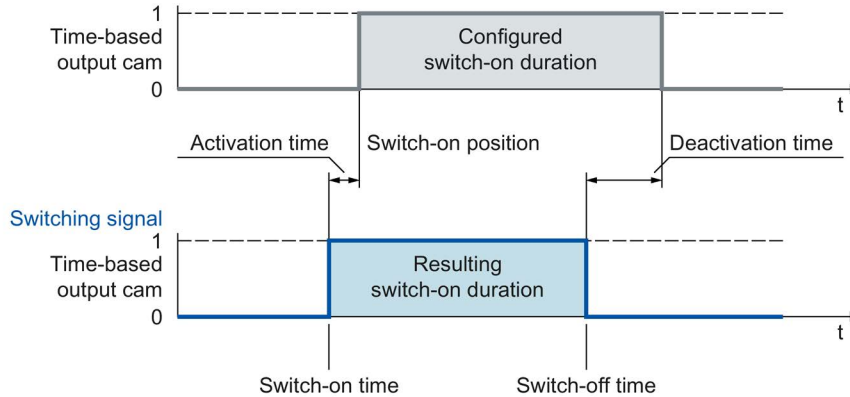 1
Time-based
output cam
0
Configured
switch-on duration
t
Activation time
Switch-on position
Deactivation time
Switching signal
1
Time-based
output cam
0
Resulting
switch-on duration
t
Switch-on time
Switch-off time